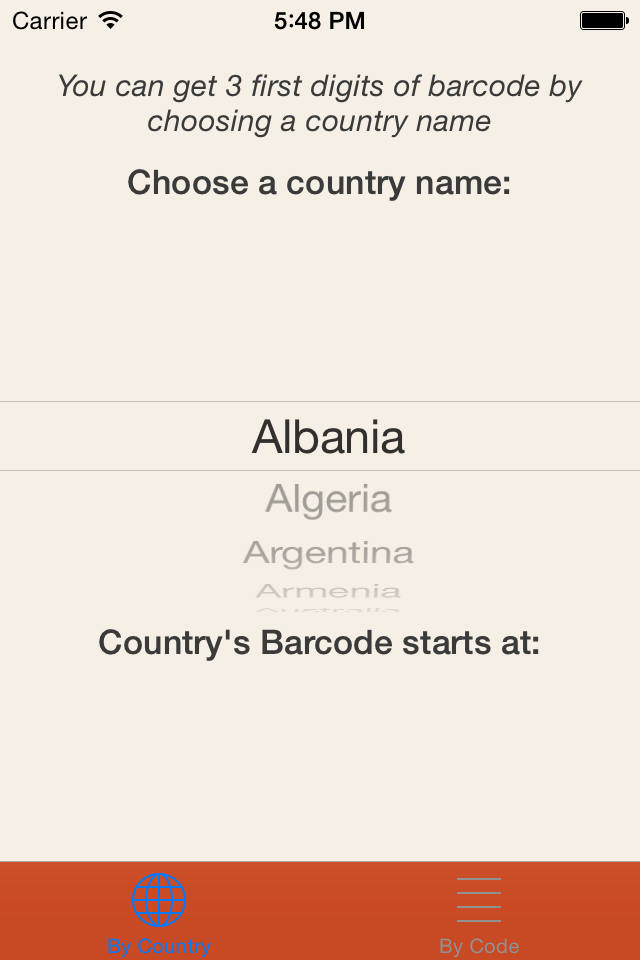 Carrier 5:48 PM
You can get 3 first digits of barcode by
choosing a country name
Choose a country name:
Albania
Algeria
Argentina
Armenia
Australia
Country's Barcode starts at:
By Country By Code